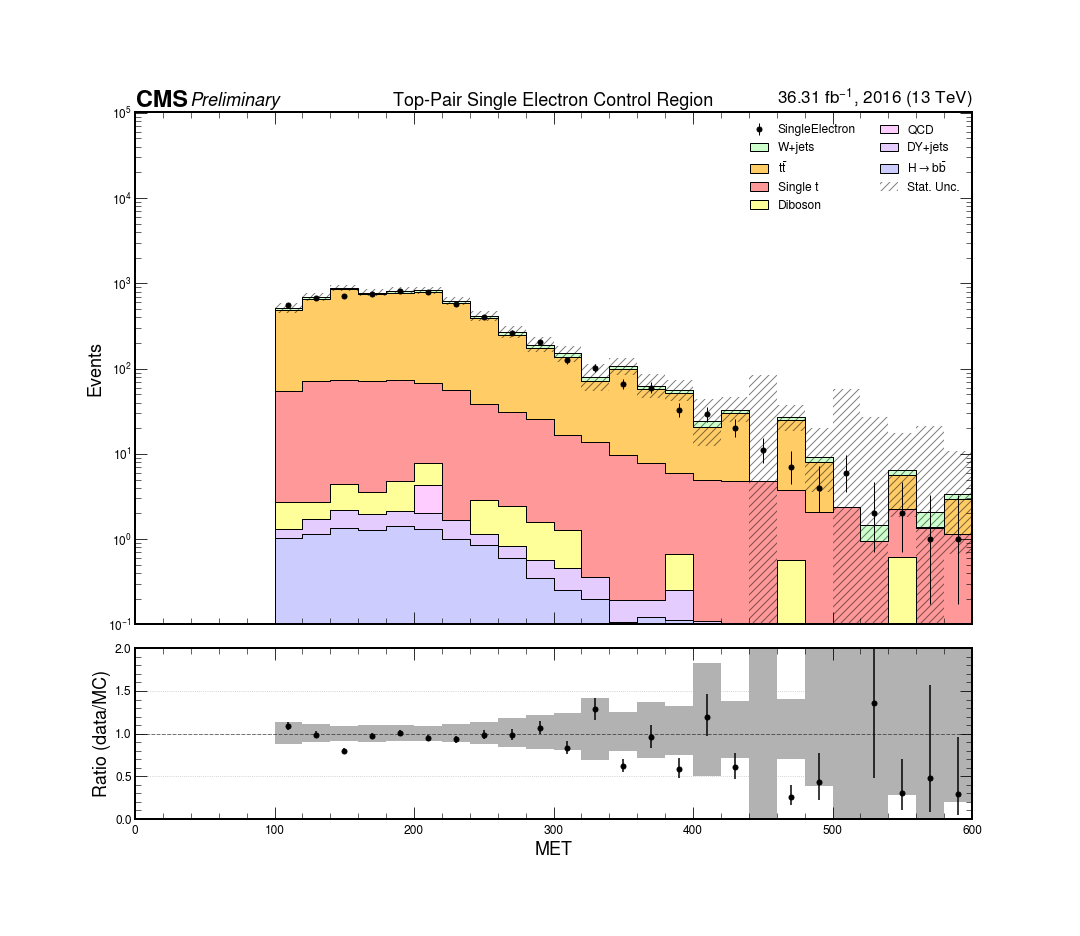 CMS Preliminary Top-Pair Single Electron Control Region 36.31 fb⁻¹, 2016 (13 TeV)
10⁵
SingleElectron QCD
W+jets DY+jets
tt̄ H→bb̄
Single t Stat. Unc.
Diboson
10⁴
10³
10²
10¹
10⁰
10⁻¹
Events
2.0
1.5
1.0
0.5
0.0
Ratio (data/MC)
0 100 200 300 400 500 600
MET